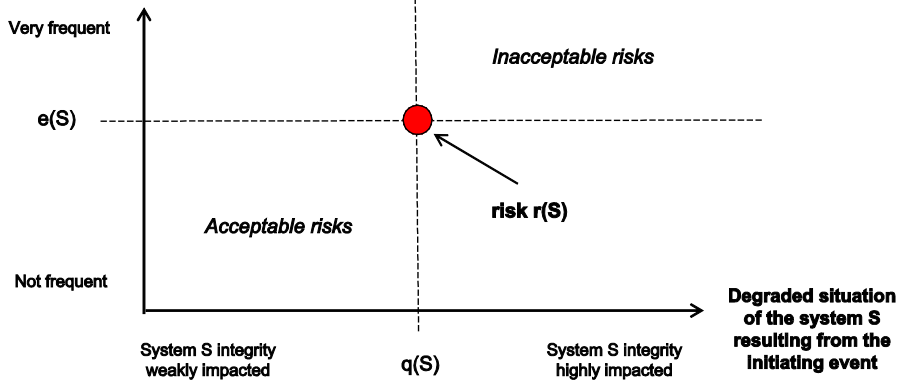 Very frequent
Inacceptable risks
e(S)
risk r(S)
Acceptable risks
Not frequent
Degraded situation
of the system S
resulting from the
initiating event
System S integrity
weakly impacted
q(S)
System S integrity
highly impacted